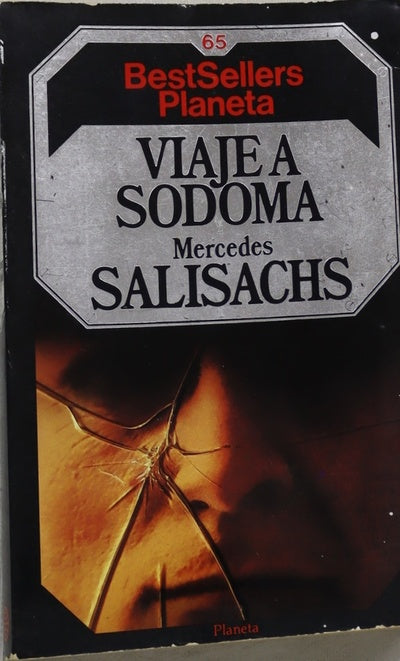 65
BestSellers
Planeta
VIAJE A
SODOMA
Mercedes
SALISACHS
Planeta